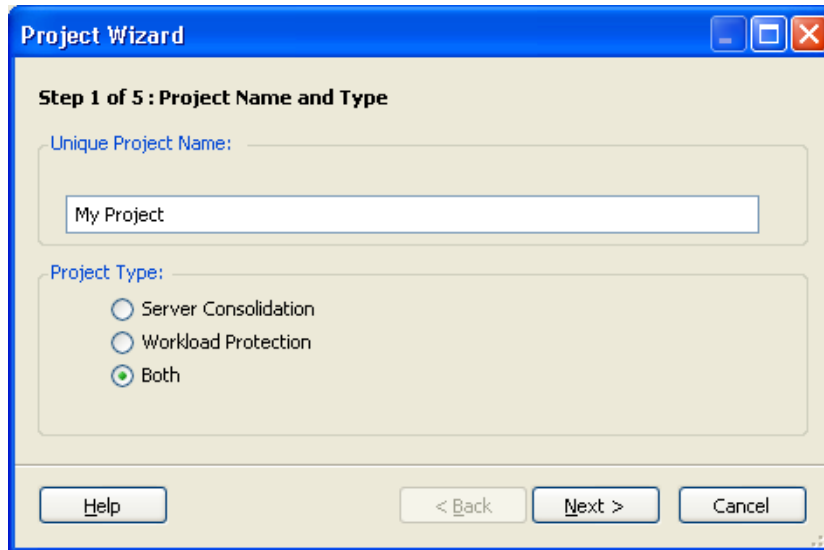 Project Wizard
Step 1 of 5 : Project Name and Type
Unique Project Name:
My Project
Project Type:
Server Consolidation
Workload Protection
Both
Help < Back Next > Cancel